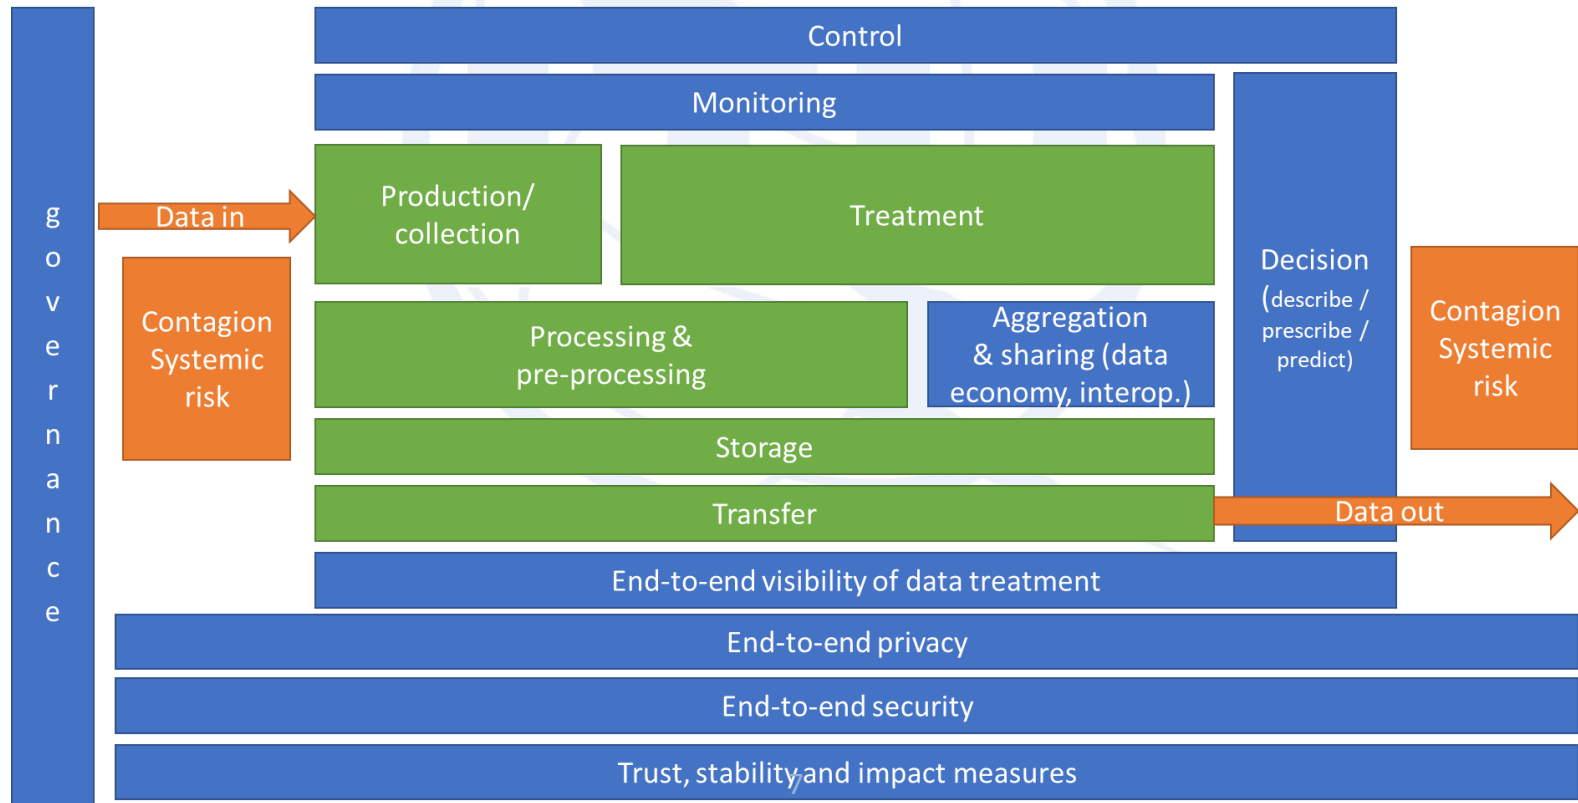 Control
Monitoring
governance
Data in
Production/
collection
Treatment
Decision
(describe /
prescribe /
predict)
Contagion
Systemic
risk
Contagion
Systemic
risk
Processing &
pre-processing
Aggregation
& sharing (data
economy, interop.)
Storage
Transfer
Data out
End-to-end visibility of data treatment
End-to-end privacy
End-to-end security
Trust, stability and impact measures
7